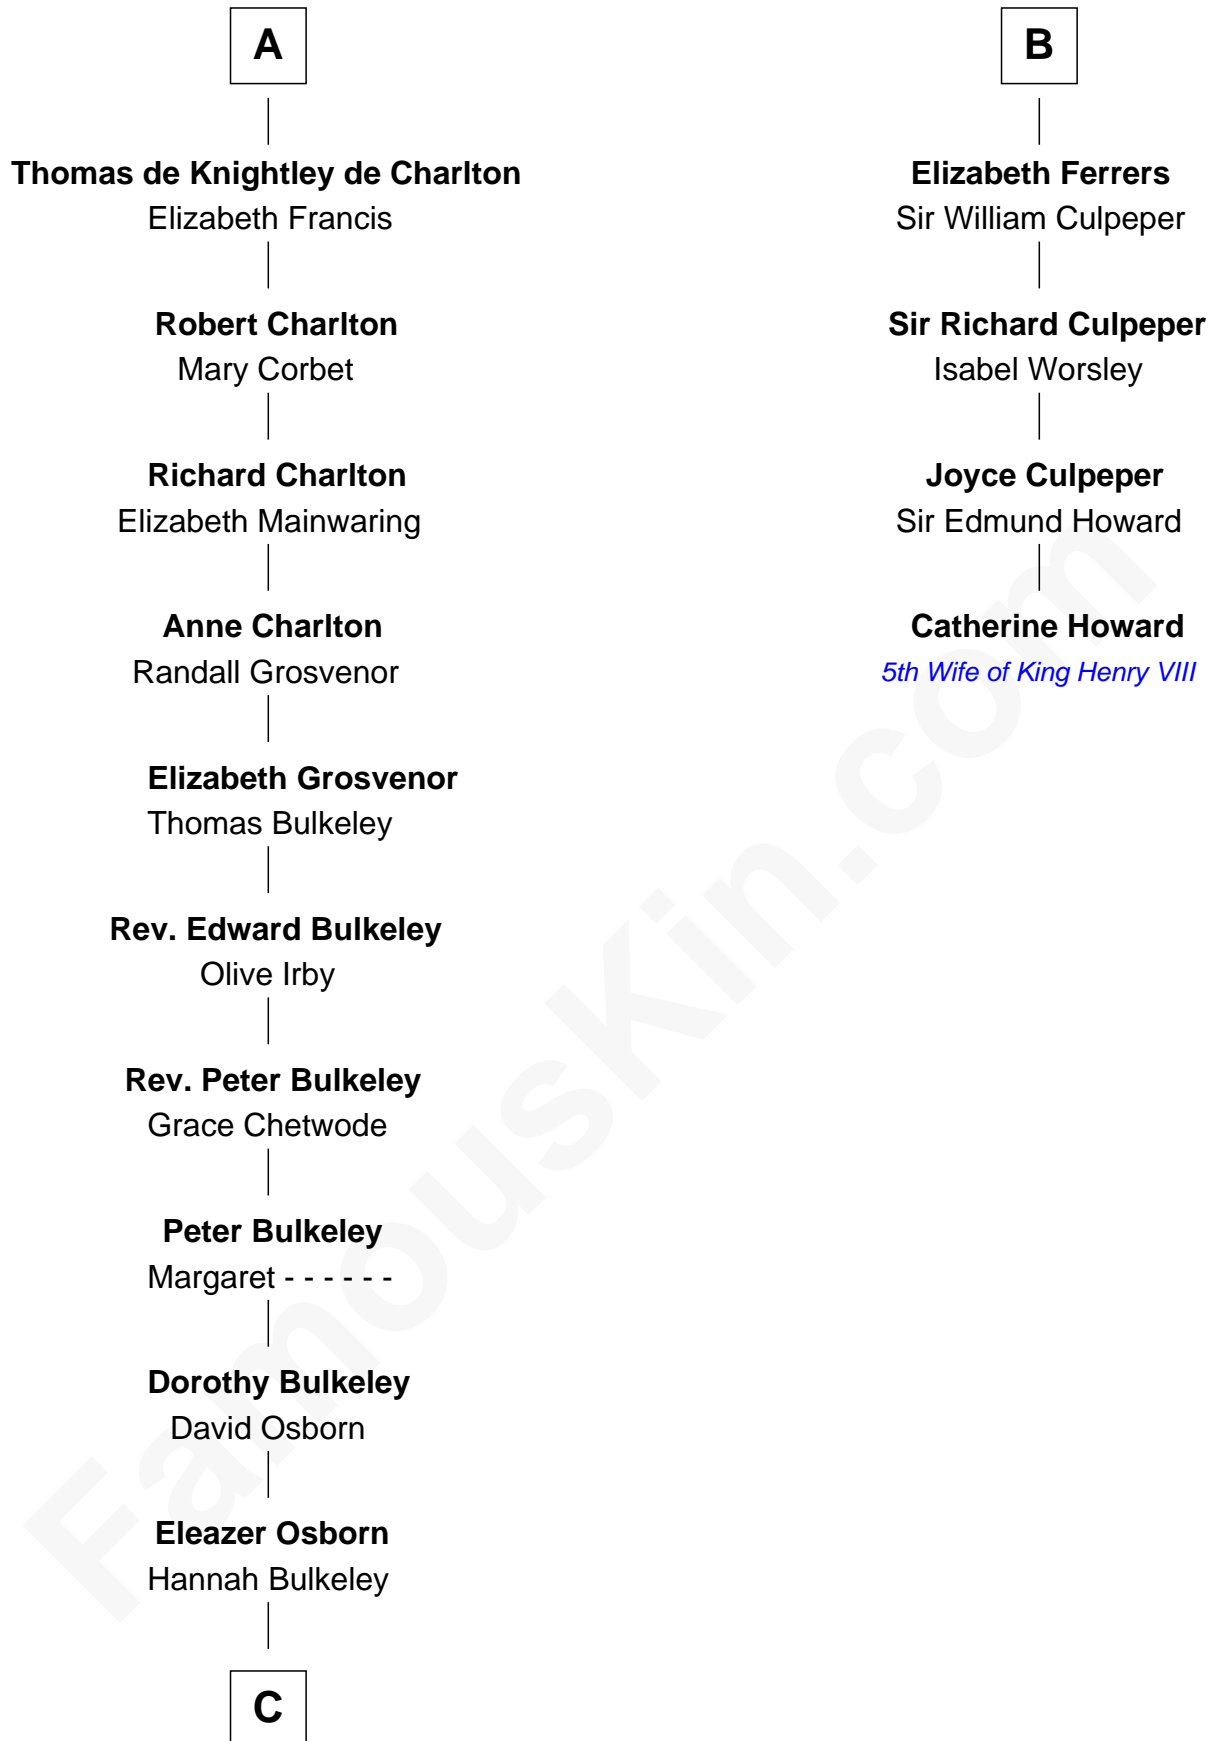 A
Thomas de Knightley de Charlton
Elizabeth Francis
Robert Charlton
Mary Corbet
Richard Charlton
Elizabeth Mainwaring
Anne Charlton
Randall Grosvenor
Elizabeth Grosvenor
Thomas Bulkeley
Rev. Edward Bulkeley
Olive Irby
Rev. Peter Bulkeley
Grace Chetwode
Peter Bulkeley
Margaret - - - - - -
Dorothy Bulkeley
David Osborn
Eleazer Osborn
Hannah Bulkeley
C
B
Elizabeth Ferrers
Sir William Culpeper
Sir Richard Culpeper
Isabel Worsley
Joyce Culpeper
Sir Edmund Howard
Catherine Howard
5th Wife of King Henry VIII
FamousKin.com